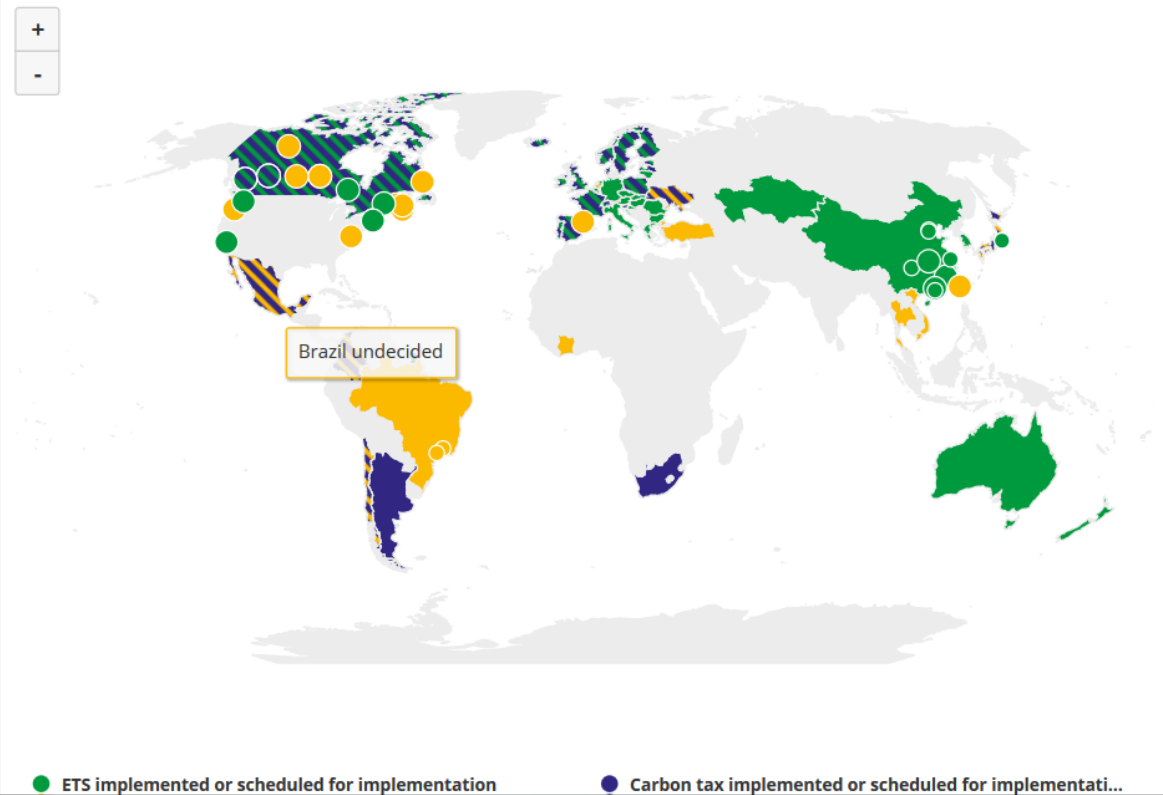 +
-
Brazil undecided
ETS implemented or scheduled for implementation
Carbon tax implemented or scheduled for implementati...